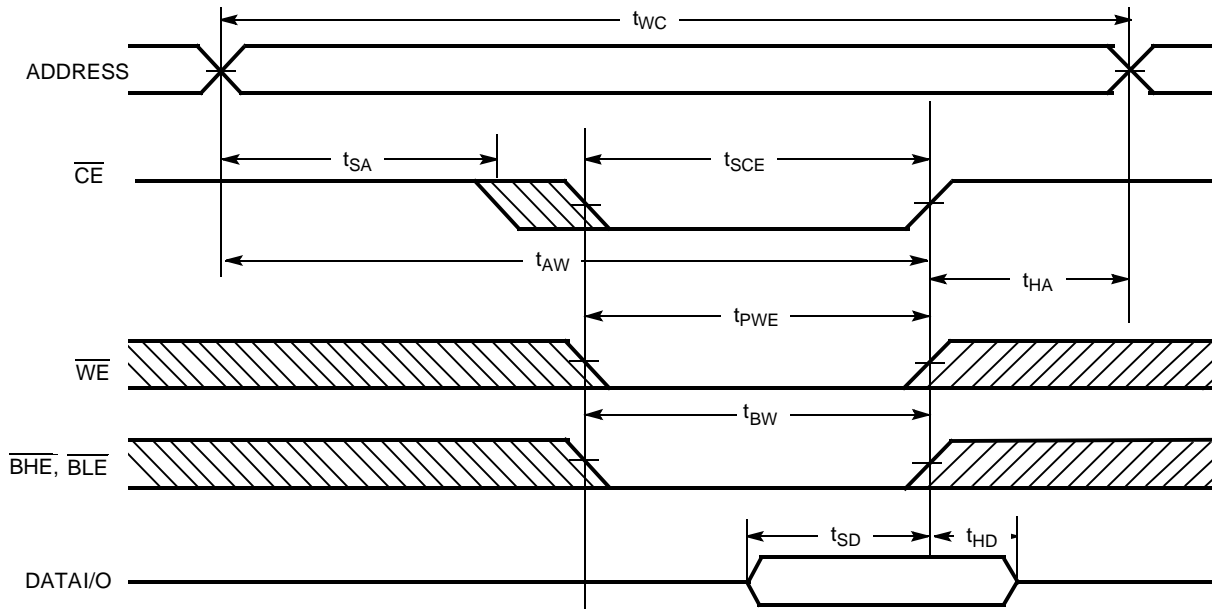 tWC
ADDRESS
tSA
tSCE
CE
tAW
tHA
tPWE
WE
tBW
BHE, BLE
tSD
tHD
DATAI/O